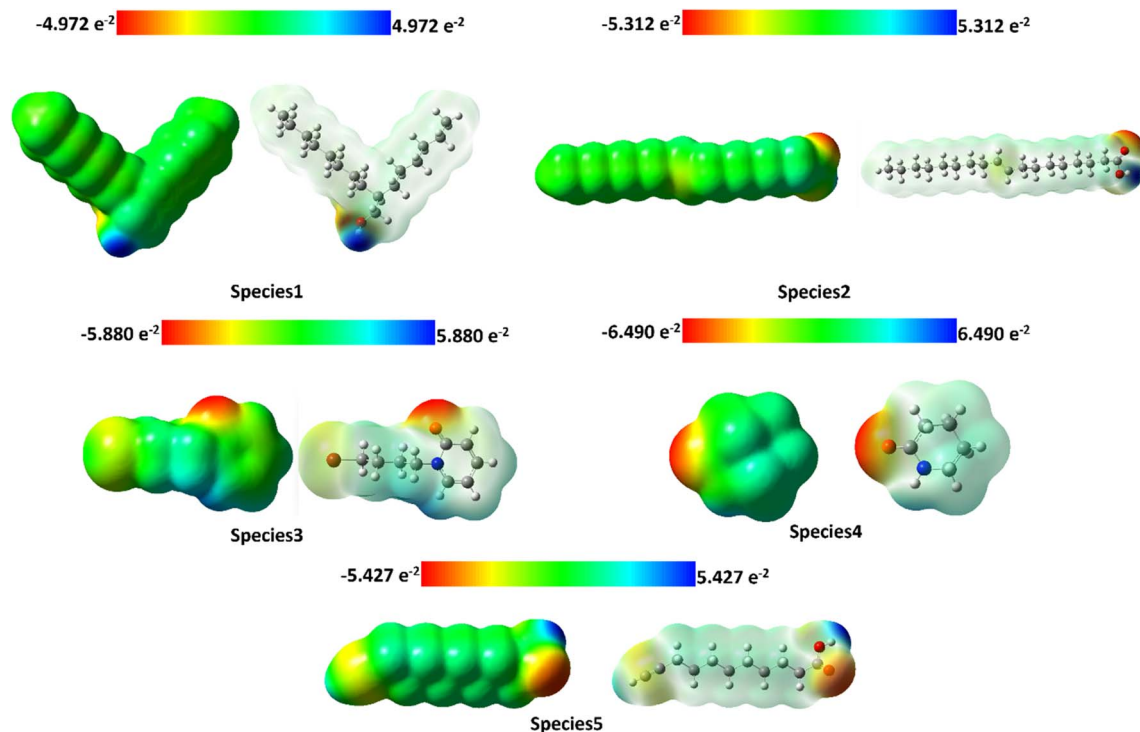 -4.972 e⁻² 4.972 e⁻²
-5.312 e⁻² 5.312 e⁻²
Species1
Species2
-5.880 e⁻² 5.880 e⁻²
-6.490 e⁻² 6.490 e⁻²
Species3
Species4
-5.427 e⁻² 5.427 e⁻²
Species5